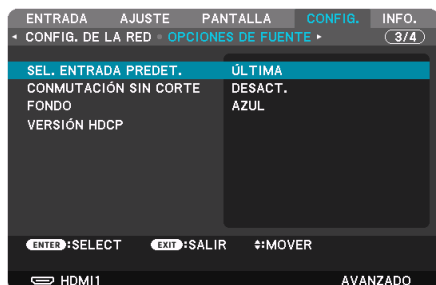 ENTRADA AJUSTE PANTALLA CONFIG. INFO.
CONFIG. DE LA RED OPCIONES DE FUENTE 3/4
SEL. ENTRADA PREDET. ÚLTIMA
CONMUTACIÓN SIN CORTE DESACT.
FONDO AZUL
VERSIÓN HDCP
ENTER :SELECT EXIT :SALIR :MOVER
HDMI1 AVANZADO